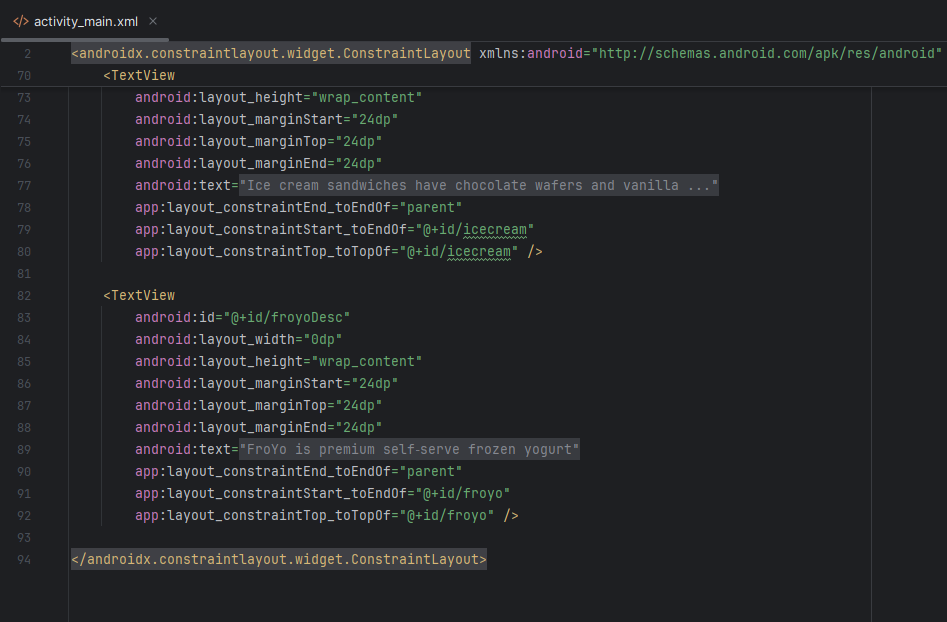 </> activity_main.xml ×
2 <androidx.constraintlayout.widget.ConstraintLayout xmlns:android="http://schemas.android.com/apk/res/android"
70     <TextView
73         android:layout_height="wrap_content"
74         android:layout_marginStart="24dp"
75         android:layout_marginTop="24dp"
76         android:layout_marginEnd="24dp"
77         android:text="Ice cream sandwiches have chocolate wafers and vanilla ..."
78         app:layout_constraintEnd_toEndOf="parent"
79         app:layout_constraintStart_toEndOf="@+id/icecream"
80         app:layout_constraintTop_toTopOf="@+id/icecream" />
81
82     <TextView
83         android:id="@+id/froyoDesc"
84         android:layout_width="0dp"
85         android:layout_height="wrap_content"
86         android:layout_marginStart="24dp"
87         android:layout_marginTop="24dp"
88         android:layout_marginEnd="24dp"
89         android:text="FroYo is premium self-serve frozen yogurt"
90         app:layout_constraintEnd_toEndOf="parent"
91         app:layout_constraintStart_toEndOf="@+id/froyo"
92         app:layout_constraintTop_toTopOf="@+id/froyo" />
93
94 </androidx.constraintlayout.widget.ConstraintLayout>